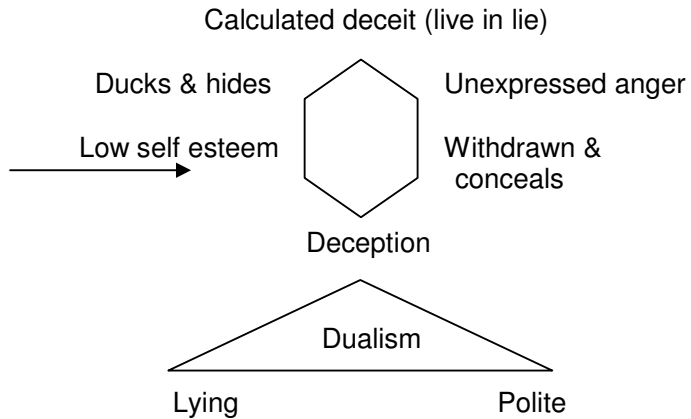 Calculated deceit (live in lie)
Ducks & hides
Unexpressed anger
Low self esteem
Withdrawn &
conceals
Deception
Dualism
Lying
Polite